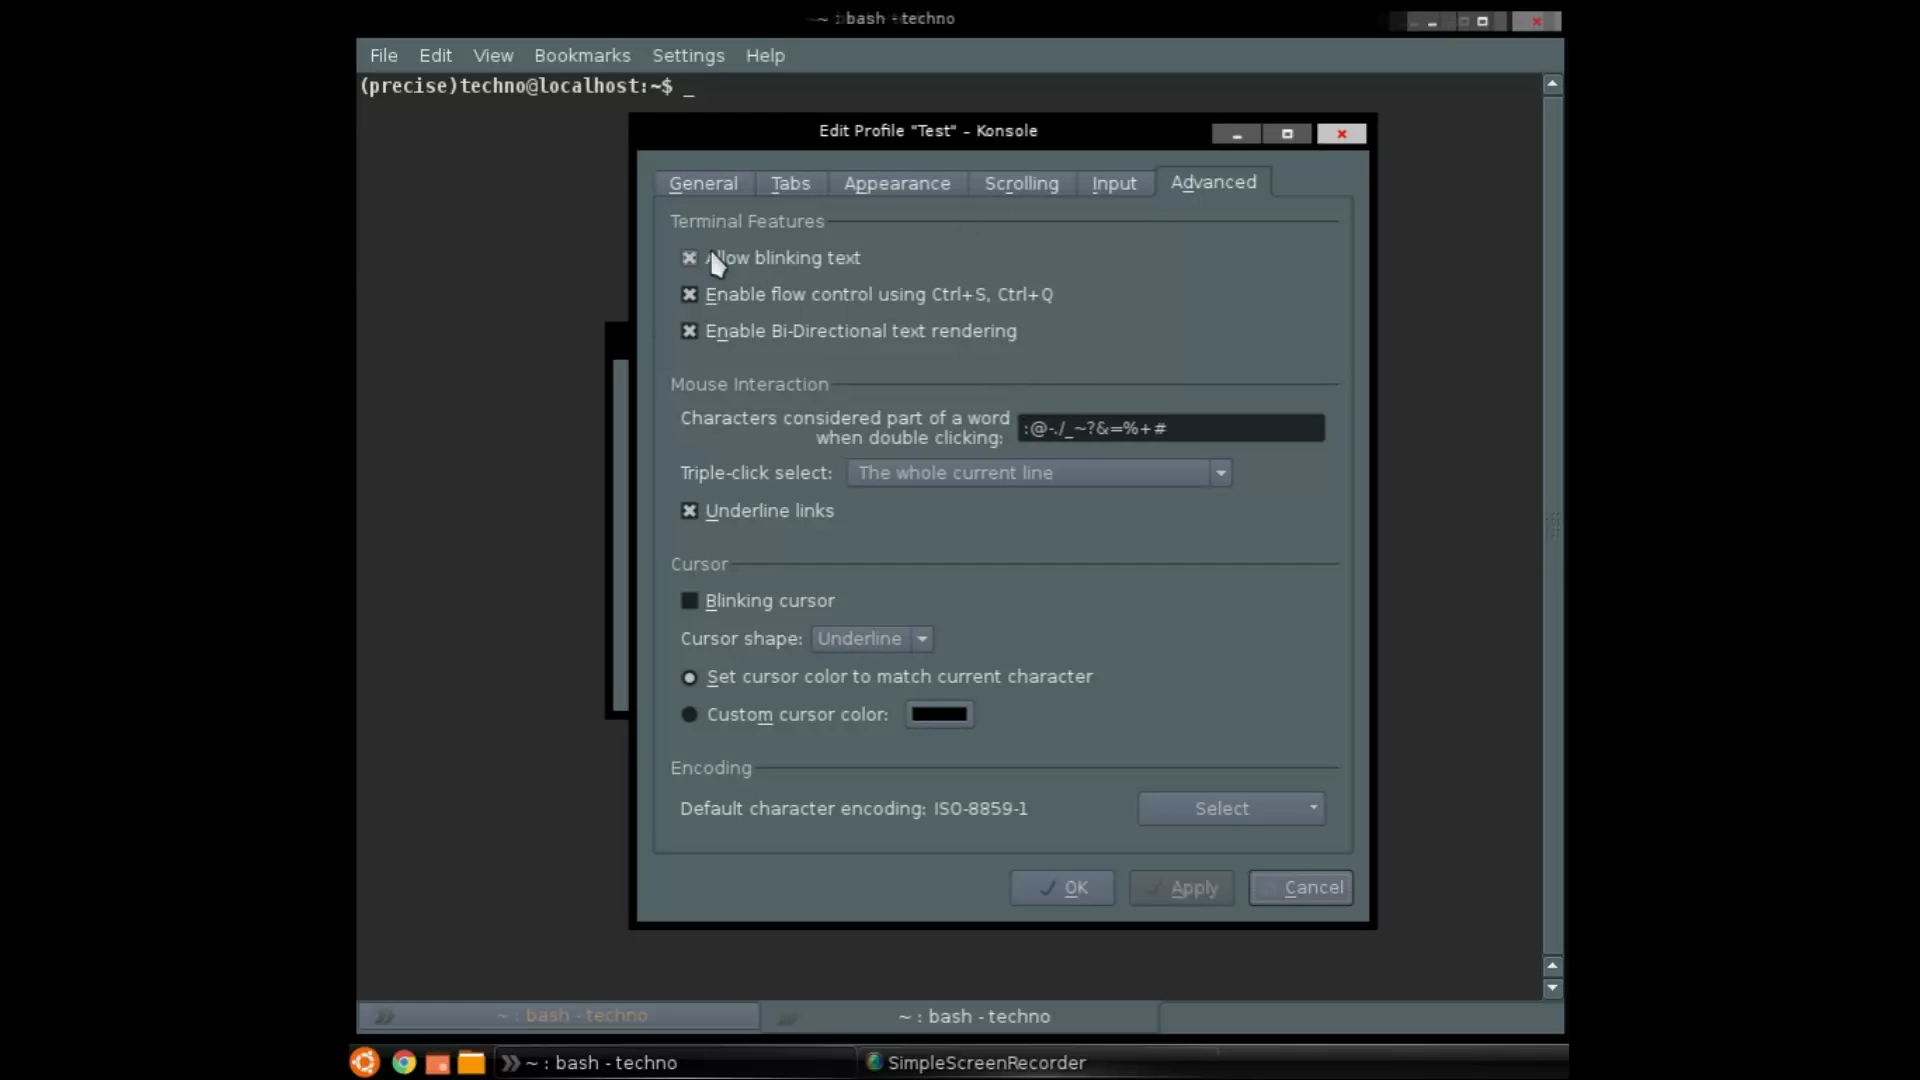 ~ : bash - techno
File Edit View Bookmarks Settings Help
(precise)techno@localhost:~$ _
Edit Profile "Test" – Konsole
General Tabs Appearance Scrolling Input Advanced
Terminal Features
Allow blinking text
Enable flow control using Ctrl+S, Ctrl+Q
Enable Bi-Directional text rendering
Mouse Interaction
Characters considered part of a word
when double clicking:
:@-./_~?&=%+#
Triple-click select: The whole current line
Underline links
Cursor
Blinking cursor
Cursor shape: Underline
Set cursor color to match current character
Custom cursor color:
Encoding
Default character encoding: ISO-8859-1 Select
OK Apply Cancel
~ : bash - techno ~ : bash - techno
~ : bash - techno SimpleScreenRecorder